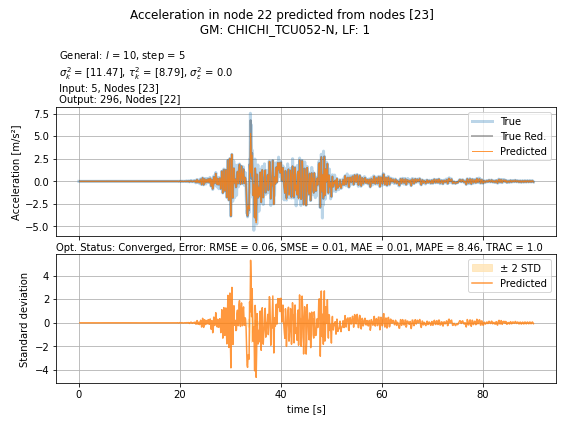 Acceleration in node 22 predicted from nodes [23]
GM: CHICHI_TCU052-N, LF: 1
General: l = 10, step = 5
σ²ₖ = [11.47], τ²ₖ = [8.79], σ²ε = 0.0
Input: 5, Nodes [23]
Output: 296, Nodes [22]
Acceleration [m/s²]
7.5
5.0
2.5
0.0
−2.5
−5.0
True
True Red.
Predicted
Opt. Status: Converged, Error: RMSE = 0.06, SMSE = 0.01, MAE = 0.01, MAPE = 8.46, TRAC = 1.0
Standard deviation
4
2
0
−2
−4
± 2 STD
Predicted
0
20
40
60
80
time [s]